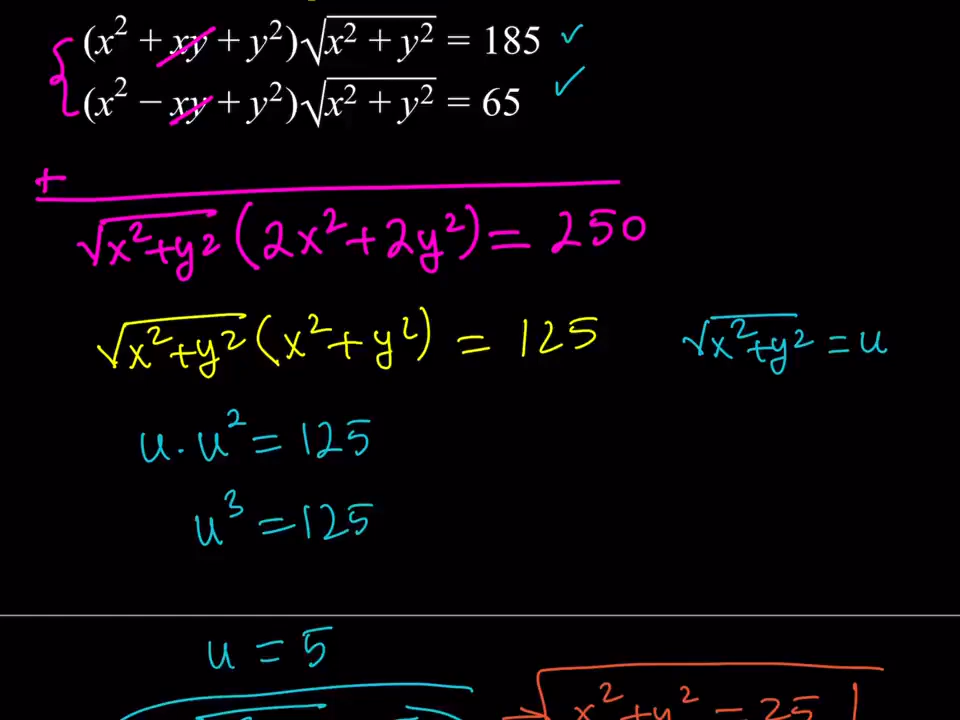 (x² + xy + y²)√(x² + y²) = 185 ✓
(x² − xy + y²)√(x² + y²) = 65 ✓
+
√(x²+y²) (2x²+2y²) = 250
√(x²+y²) (x²+y²) = 125
√(x²+y²) = u
u · u² = 125
u³ = 125
u = 5
x² + y² = 25